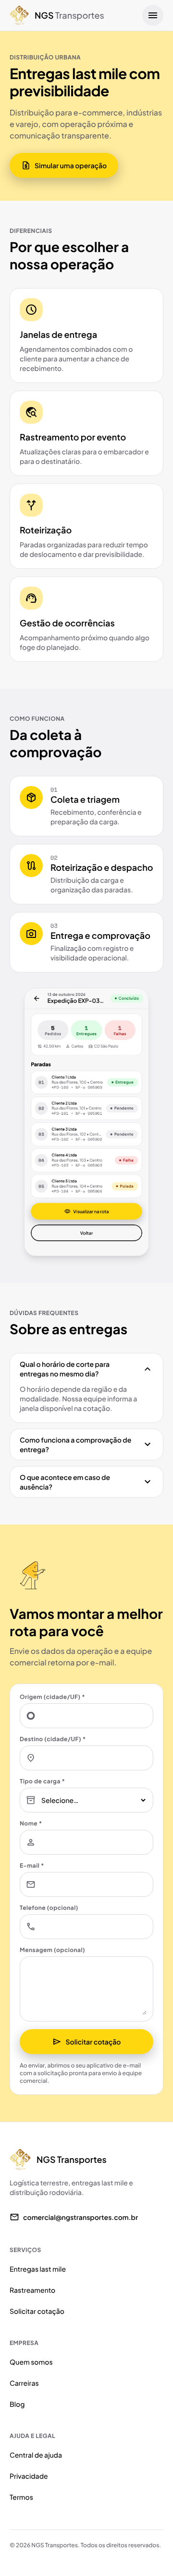 NGS Transportes
DISTRIBUIÇÃO URBANA
Entregas last mile com
previsibilidade
Distribuição para e-commerce, indústrias
e varejo, com operação próxima e
comunicação transparente.
Simular uma operação
DIFERENCIAIS
Por que escolher a
nossa operação
Janelas de entrega
Agendamentos combinados com o
cliente para aumentar a chance de
recebimento.
Rastreamento por evento
Atualizações claras para o embarcador e
para o destinatário.
Roteirização
Paradas organizadas para reduzir tempo
de deslocamento e dar previsibilidade.
Gestão de ocorrências
Acompanhamento próximo quando algo
foge do planejado.
COMO FUNCIONA
Da coleta à
comprovação
01
Coleta e triagem
Recebimento, conferência e
preparação da carga.
02
Roteirização e despacho
Distribuição da carga e
organização das paradas.
03
Entrega e comprovação
Finalização com registro e
visibilidade operacional.
13 de outubro 2026
Expedição EXP-03...
Concluída
5
Pedidos
1
Entregues
1
Falhas
Paradas
01
Cliente 1 Ltda
Entregue
02
Cliente 2 Ltda
Pendente
03
Cliente 3 Ltda
Pendente
04
Cliente 4 Ltda
Falha
05
Cliente 5 Ltda
Parada
Visualizar na rota
Voltar
DÚVIDAS FREQUENTES
Sobre as entregas
Qual o horário de corte para
entregas no mesmo dia?
O horário depende da região e da
modalidade. Nossa equipe informa a
janela disponível na cotação.
Como funciona a comprovação de
entrega?
O que acontece em caso de
ausência?
Vamos montar a melhor
rota para você
Envie os dados da operação e a equipe
comercial retorna por e-mail.
Origem (cidade/UF) *
Destino (cidade/UF) *
Tipo de carga *
Selecione...
Nome *
E-mail *
Telefone (opcional)
Mensagem (opcional)
Solicitar cotação
Ao enviar, abrimos o seu aplicativo de e-mail
com a solicitação pronta para envio à equipe
comercial.
NGS Transportes
Logística terrestre, entregas last mile e
distribuição rodoviária.
comercial@ngstransportes.com.br
SERVIÇOS
Entregas last mile
Rastreamento
Solicitar cotação
EMPRESA
Quem somos
Carreiras
Blog
AJUDA E LEGAL
Central de ajuda
Privacidade
Termos
© 2026 NGS Transportes. Todos os direitos reservados.